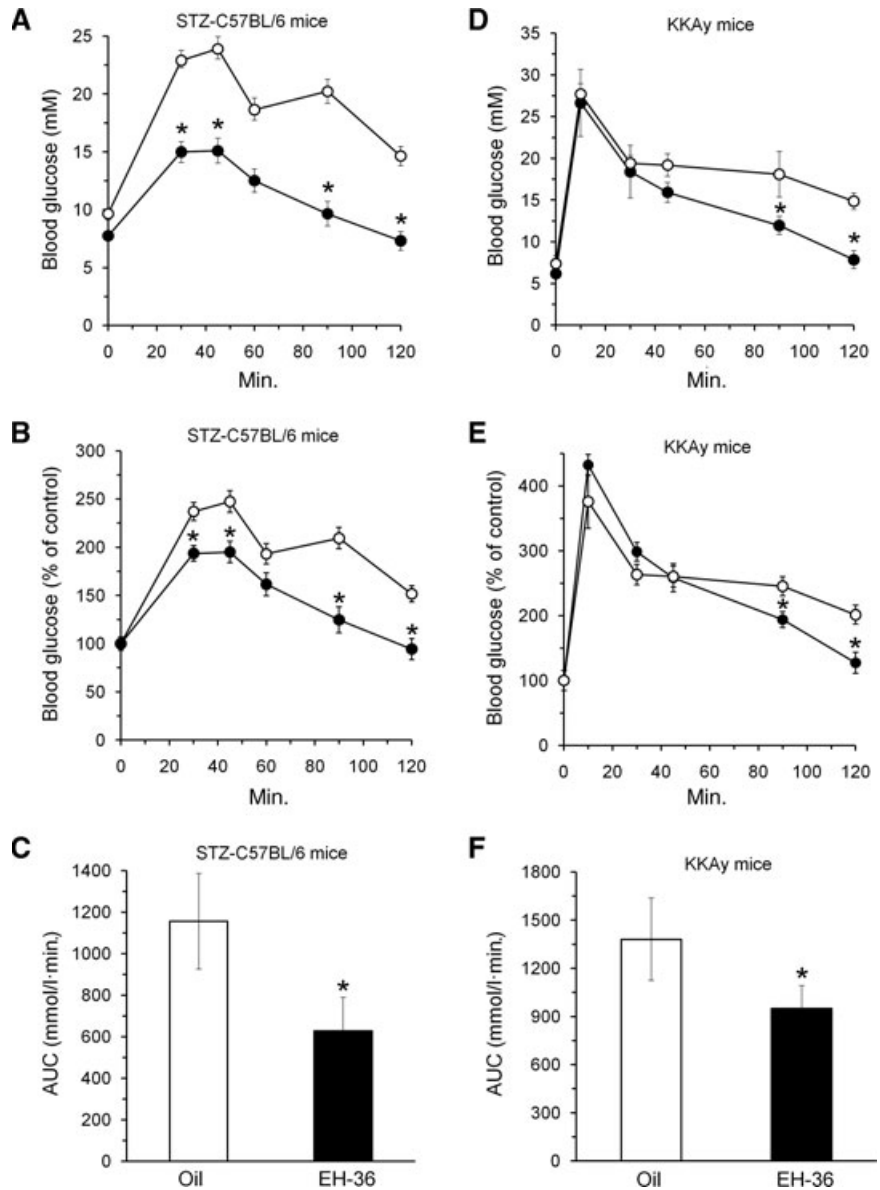 A
STZ-C57BL/6 mice
Blood glucose (mM)
30
25
20
15
10
5
0
* * * *
0 20 40 60 80 100 120
Min.
B
STZ-C57BL/6 mice
Blood glucose (% of control)
300
250
200
150
100
50
0
* * * *
0 20 40 60 80 100 120
Min.
C
STZ-C57BL/6 mice
AUC (mmol/l·min.)
1400
1200
1000
800
600
400
200
0
*
Oil EH-36
D
KKAy mice
Blood glucose (mM)
35
30
25
20
15
10
5
0
* *
0 20 40 60 80 100 120
Min.
E
KKAy mice
Blood glucose (% of control)
400
300
200
100
0
* *
0 20 40 60 80 100 120
Min.
F
KKAy mice
AUC (mmol/l·min.)
1800
1500
1200
900
600
300
0
*
Oil EH-36